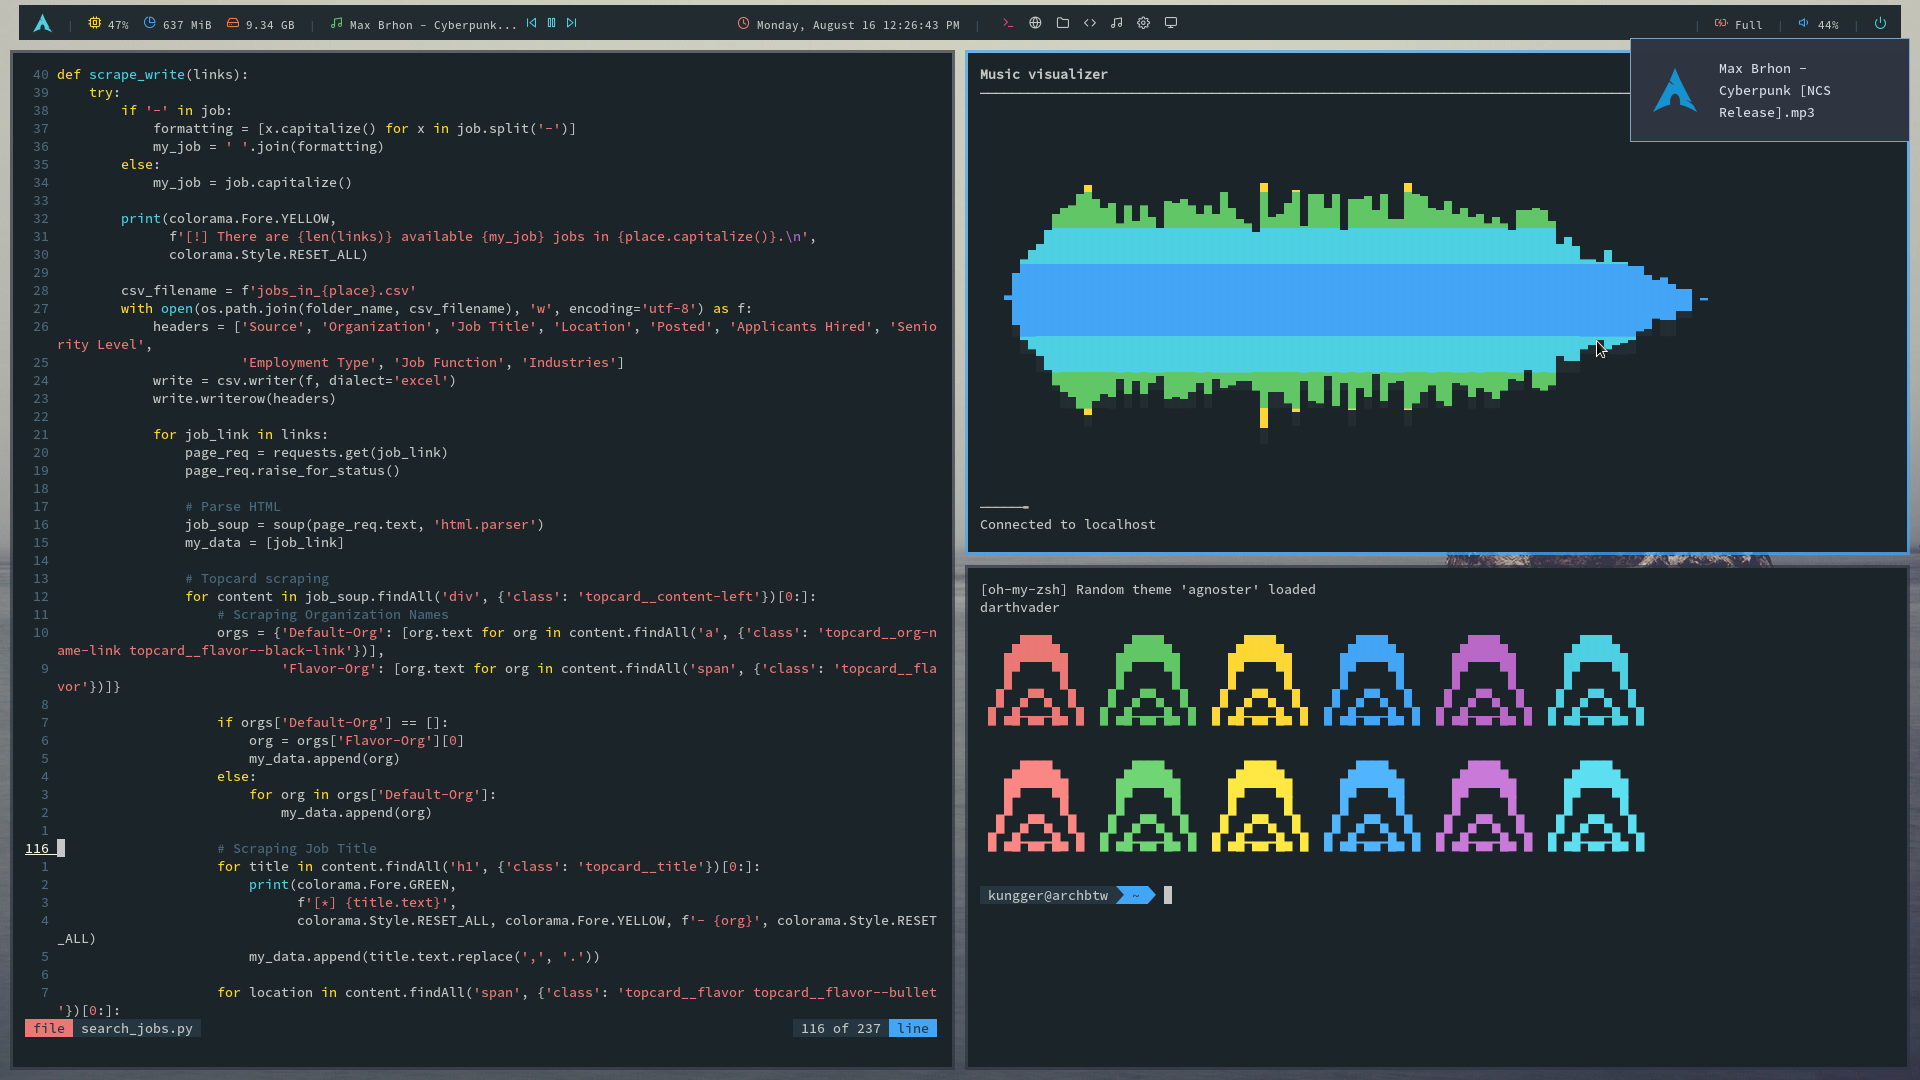 47% 637 MiB 9.34 GB Max Brhon - Cyberpunk... Monday, August 16 12:26:43 PM Full 44%
40 def scrape_write(links):
39 try:
38 if '-' in job:
37 formatting = [x.capitalize() for x in job.split('-')]
36 my_job = ' '.join(formatting)
35 else:
34 my_job = job.capitalize()
33
32 print(colorama.Fore.YELLOW,
31 f'[!] There are {len(links)} available {my_job} jobs in {place.capitalize()}.\n',
30 colorama.Style.RESET_ALL)
29
28 csv_filename = f'jobs_in_{place}.csv'
27 with open(os.path.join(folder_name, csv_filename), 'w', encoding='utf-8') as f:
26 headers = ['Source', 'Organization', 'Job Title', 'Location', 'Posted', 'Applicants Hired', 'Senio
rity Level',
25 'Employment Type', 'Job Function', 'Industries']
24 write = csv.writer(f, dialect='excel')
23 write.writerow(headers)
22
21 for job_link in links:
20 page_req = requests.get(job_link)
19 page_req.raise_for_status()
18
17 # Parse HTML
16 job_soup = soup(page_req.text, 'html.parser')
15 my_data = [job_link]
14
13 # Topcard scraping
12 for content in job_soup.findAll('div', {'class': 'topcard__content-left'})[0:]:
11 # Scraping Organization Names
10 orgs = {'Default-Org': [org.text for org in content.findAll('a', {'class': 'topcard__org-n
ame-link topcard__flavor--black-link'})],
9 'Flavor-Org': [org.text for org in content.findAll('span', {'class': 'topcard__fla
vor'})]}
8
7 if orgs['Default-Org'] == []:
6 org = orgs['Flavor-Org'][0]
5 my_data.append(org)
4 else:
3 for org in orgs['Default-Org']:
2 my_data.append(org)
1
116 # Scraping Job Title
1 for title in content.findAll('h1', {'class': 'topcard__title'})[0:]:
2 print(colorama.Fore.GREEN,
3 f'[*] {title.text}',
4 colorama.Style.RESET_ALL, colorama.Fore.YELLOW, f'- {org}', colorama.Style.RESET
_ALL)
5 my_data.append(title.text.replace(',', '.'))
6
7 for location in content.findAll('span', {'class': 'topcard__flavor topcard__flavor--bullet
'})[0:]:
file search_jobs.py 116 of 237 line
Music visualizer
Connected to localhost
Max Brhon -
Cyberpunk [NCS
Release].mp3
[oh-my-zsh] Random theme 'agnoster' loaded
darthvader
kungger@archbtw ~